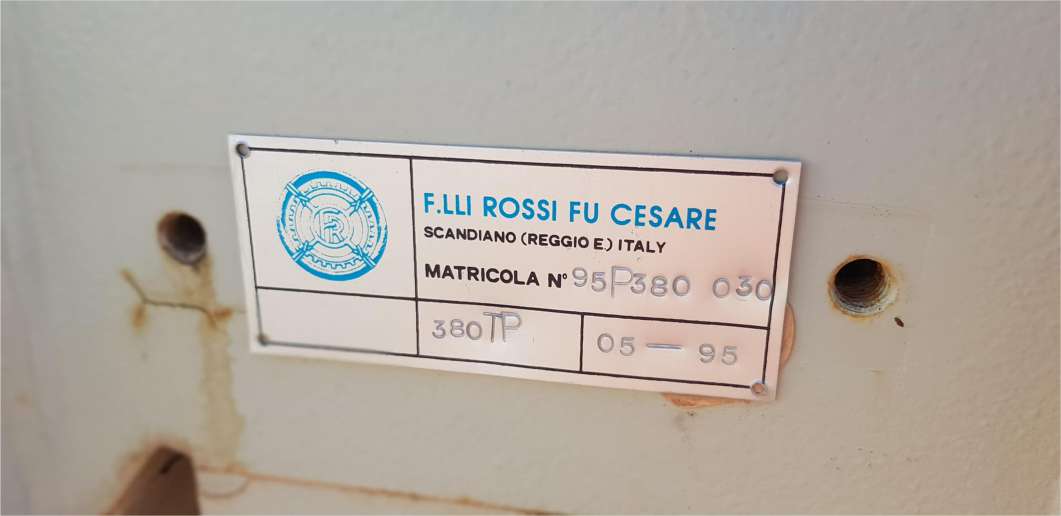 F.LLI ROSSI FU CESARE
SCANDIANO (REGGIO E.) ITALY
MATRICOLA N° 95P380 030
380TP
05 — 95